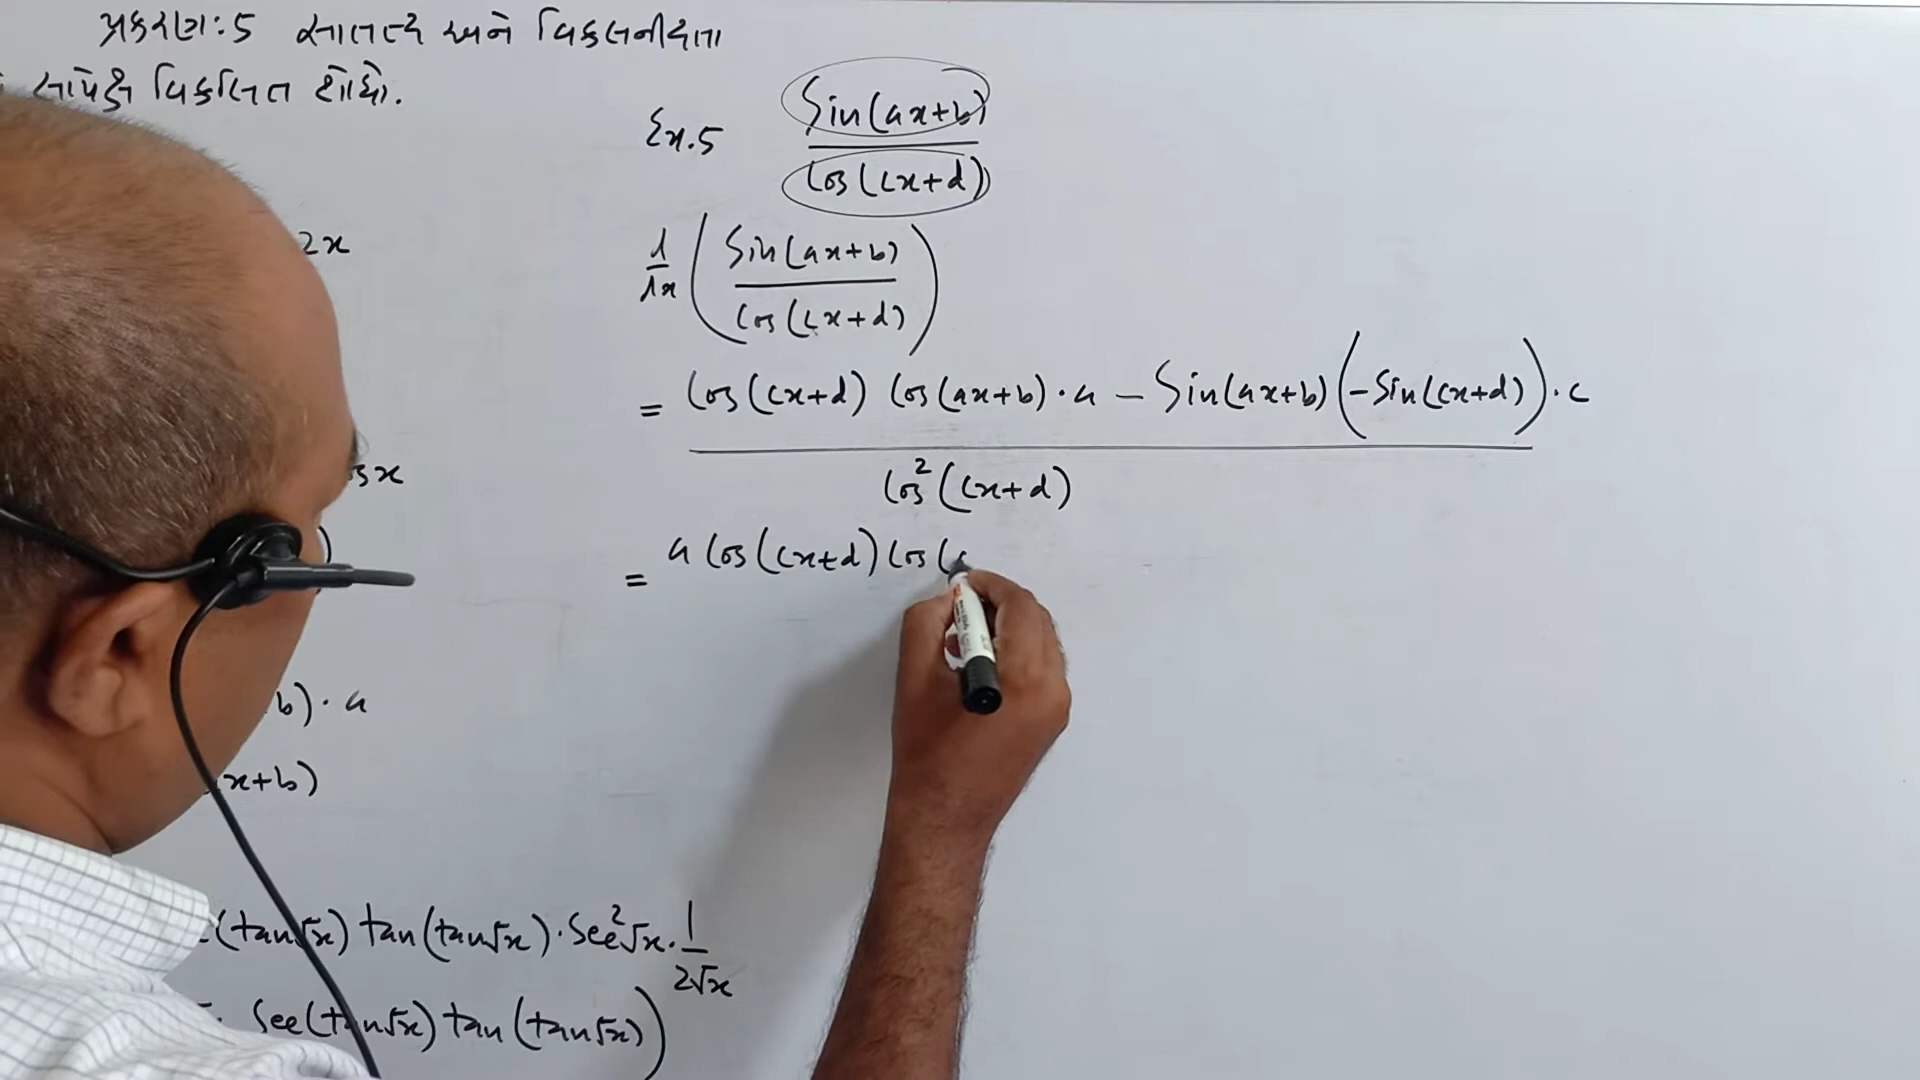 પ્રકરણ:5 સાતત્ય અને વિકલનીયતા
સાપેક્ષે વિકલિત શોધો.
Ex.5 Sin(ax+b) / Cos(cx+d)
2x
d/dx ( Sin(ax+b) / Cos(cx+d) )
= Cos(cx+d) Cos(ax+b)·a − Sin(ax+b)(−Sin(cx+d))·c / Cos²(cx+d)
osx
)
= a Cos(cx+d) Cos(
b)·a
x+b)
(tan√x) tan(tan√x)·Sec²√x·1/2√x
Sec(tan√x) tan(tan√x))